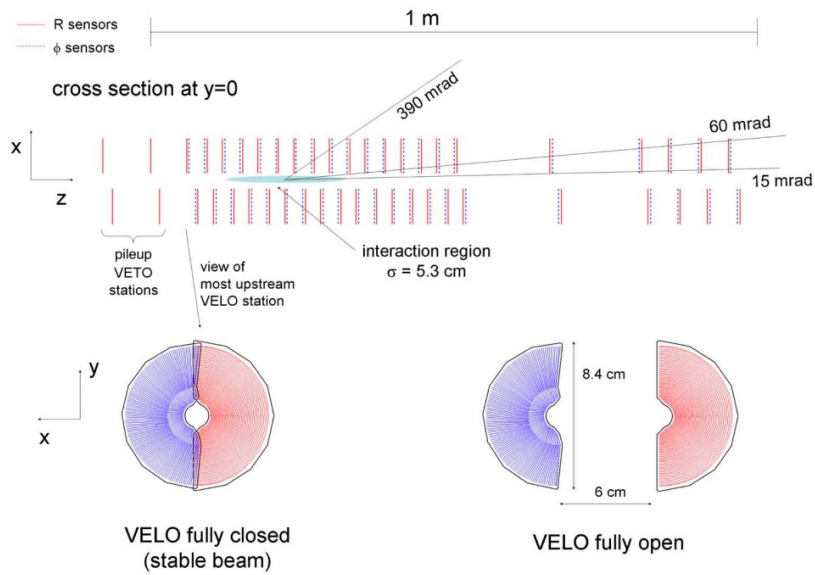 R sensors
1 m
ϕ sensors
cross section at y=0
390 mrad
60 mrad
x
z
15 mrad
pileup
VETO
stations
view of
most upstream
VELO station
interaction region
σ = 5.3 cm
y
x
8.4 cm
6 cm
VELO fully closed
(stable beam)
VELO fully open